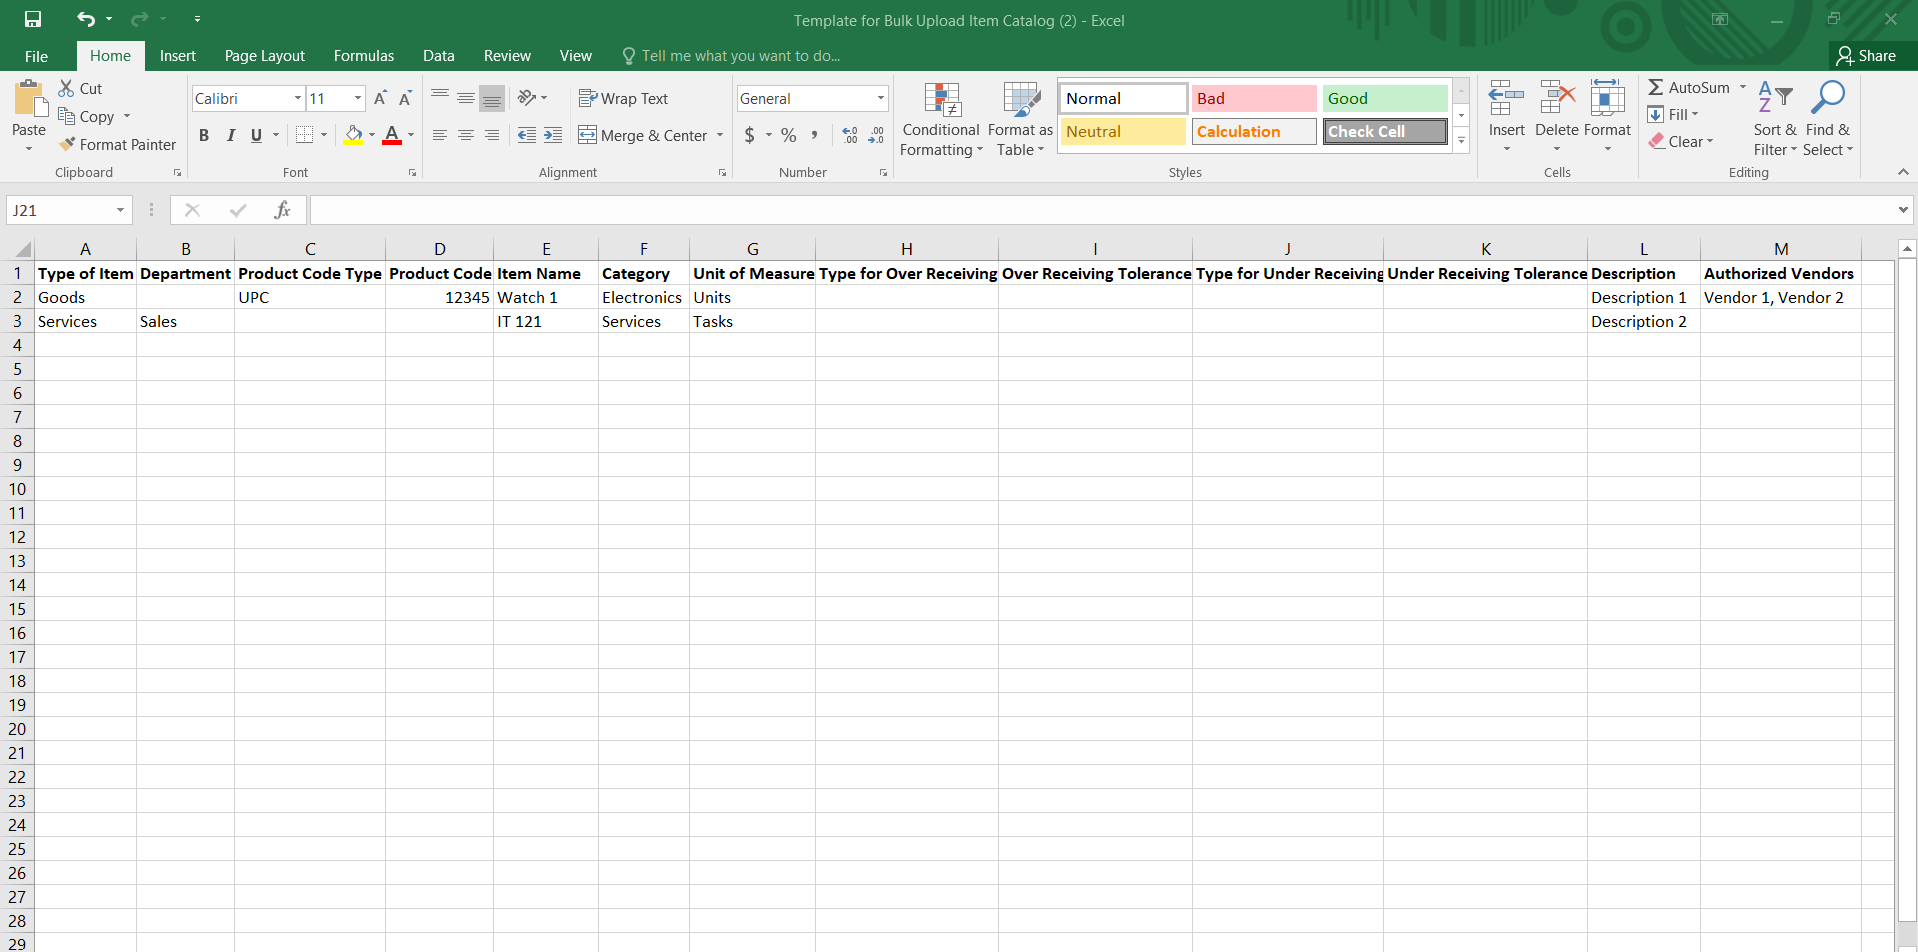 Template for Bulk Upload Item Catalog (2) - Excel
File Home Insert Page Layout Formulas Data Review View Tell me what you want to do... Share
Paste Cut Copy Format Painter Clipboard
Calibri 11 A A B I U A Font
Wrap Text Merge & Center Alignment
General $ % , .00 .0 Number
Conditional Formatting Format as Table
Normal Bad Good
Neutral Calculation Check Cell
Styles
Insert Delete Format Cells
AutoSum Fill Clear Sort & Filter Find & Select Editing
J21 fx
A B C D E F G H I J K L M
1 Type of Item Department Product Code Type Product Code Item Name Category Unit of Measure Type for Over Receiving Over Receiving Tolerance Type for Under Receiving Under Receiving Tolerance Description Authorized Vendors
2 Goods UPC 12345 Watch 1 Electronics Units Description 1 Vendor 1, Vendor 2
3 Services Sales IT 121 Services Tasks Description 2
4
5
6
7
8
9
10
11
12
13
14
15
16
17
18
19
20
21
22
23
24
25
26
27
28
29